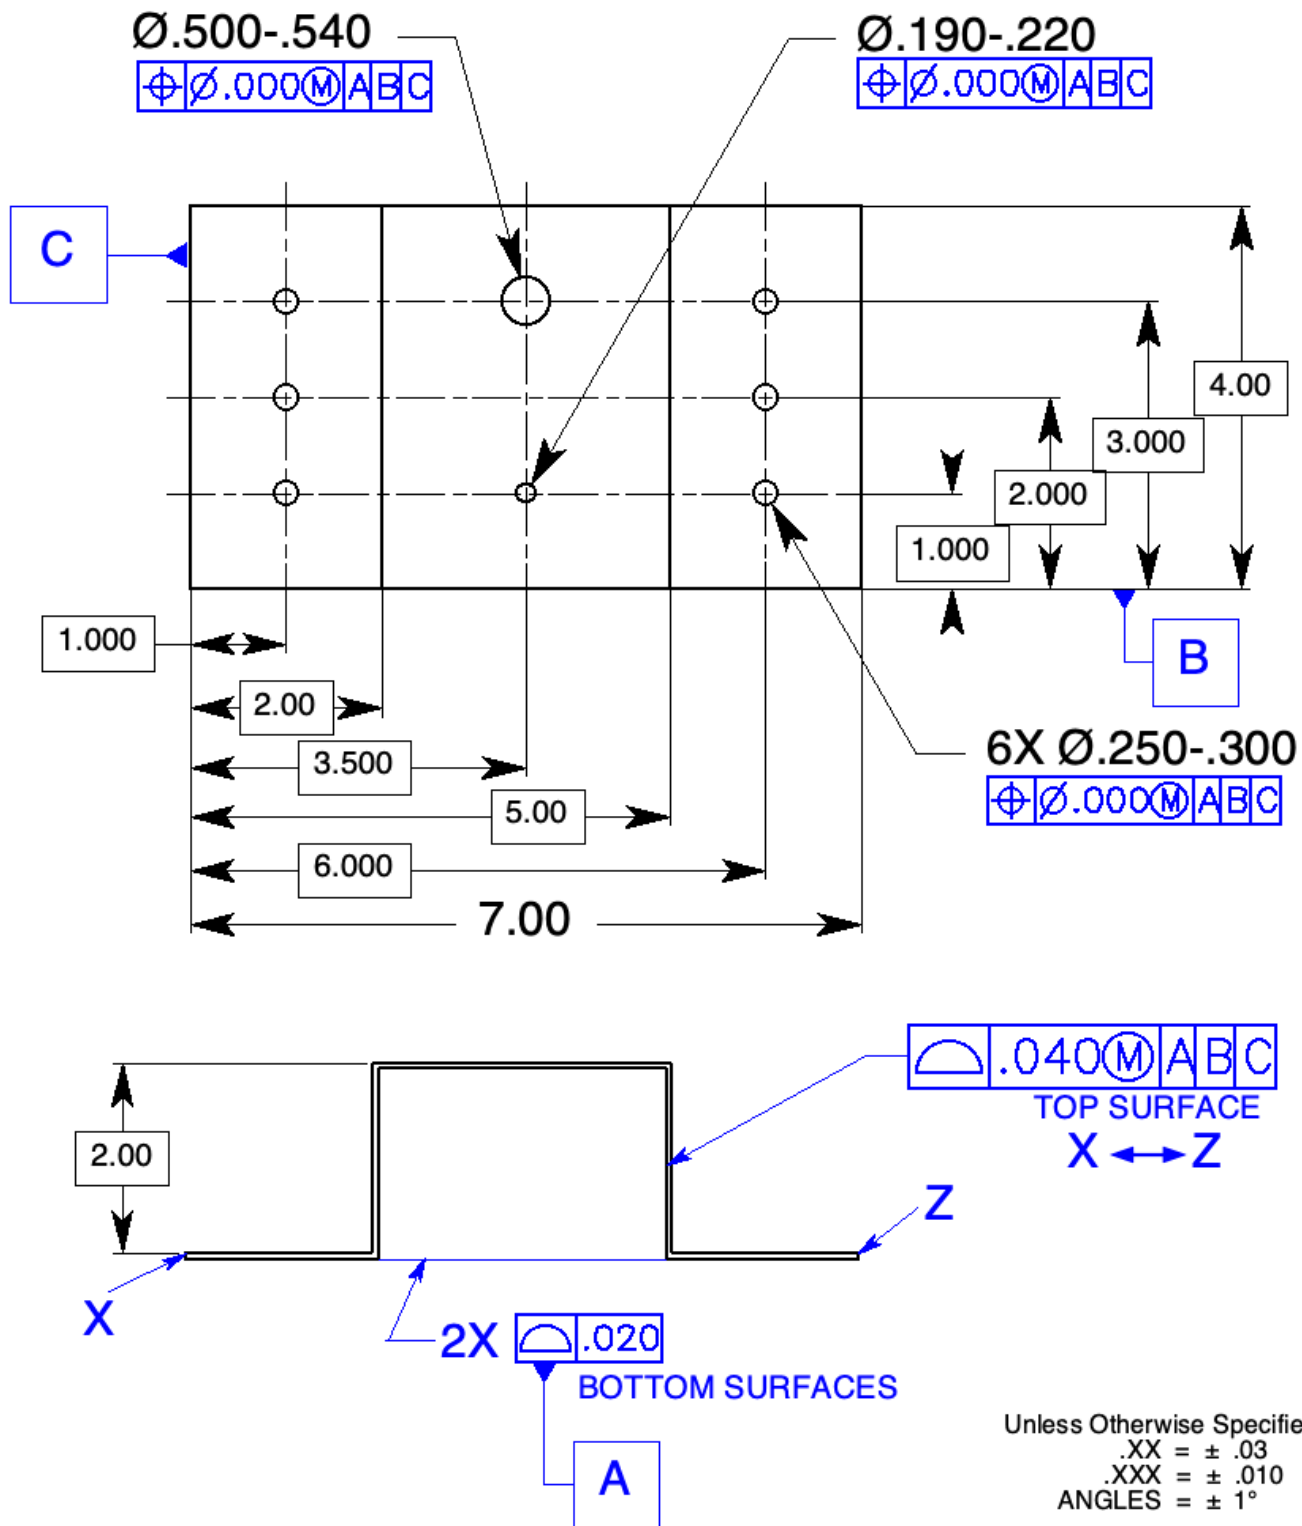 Ø.500-.540
⌖ Ø.000Ⓜ A B C
Ø.190-.220
⌖ Ø.000Ⓜ A B C
C
4.00
3.000
2.000
1.000
B
1.000
2.00
3.500
5.00
6.000
7.00
6X Ø.250-.300
⌖ Ø.000Ⓜ A B C
⌓ .040Ⓜ A B C
TOP SURFACE
X ↔ Z
2.00
Z
X
2X ⌓ .020
BOTTOM SURFACES
A
Unless Otherwise Specifie
.XX = ± .03
.XXX = ± .010
ANGLES = ± 1°